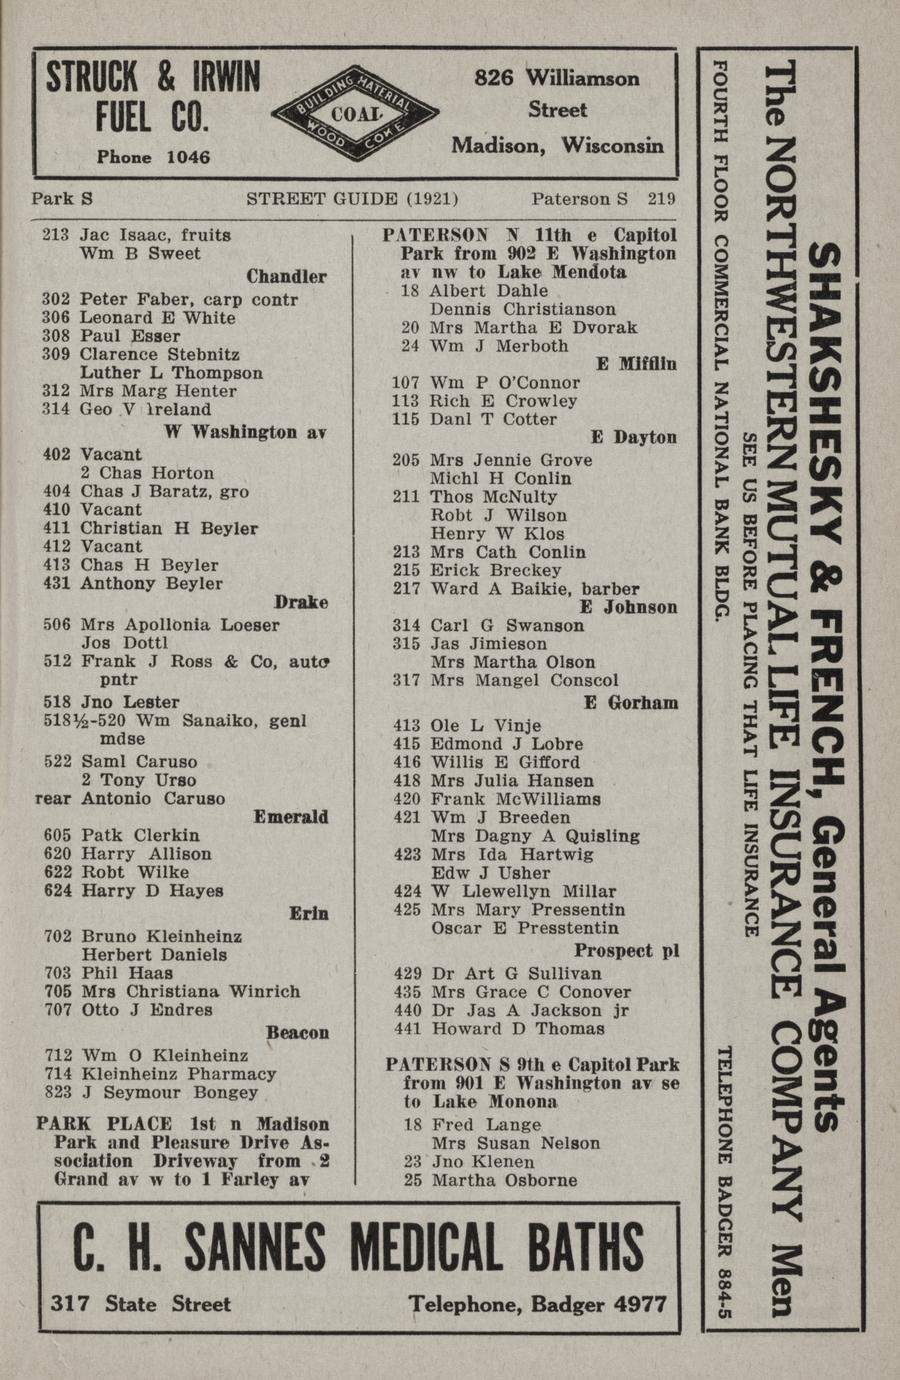 STRUCK & IRWIN
FUEL CO.
Phone 1046
BUILDING MATERIAL
COAL
WOOD COKE
826 Williamson
Street
Madison, Wisconsin
Park S STREET GUIDE (1921) Paterson S 219
213 Jac Isaac, fruits
Wm B Sweet
Chandler
302 Peter Faber, carp contr
306 Leonard E White
308 Paul Esser
309 Clarence Stebnitz
Luther L Thompson
312 Mrs Marg Henter
314 Geo V Ireland
W Washington av
402 Vacant
2 Chas Horton
404 Chas J Baratz, gro
410 Vacant
411 Christian H Beyler
412 Vacant
413 Chas H Beyler
431 Anthony Beyler
Drake
506 Mrs Apollonia Loeser
Jos Dottl
512 Frank J Ross & Co, auto
pntr
518 Jno Lester
518½-520 Wm Sanaiko, genl
mdse
522 Saml Caruso
2 Tony Urso
rear Antonio Caruso
Emerald
605 Patk Clerkin
620 Harry Allison
622 Robt Wilke
624 Harry D Hayes
Erin
702 Bruno Kleinheinz
Herbert Daniels
703 Phil Haas
705 Mrs Christiana Winrich
707 Otto J Endres
Beacon
712 Wm O Kleinheinz
714 Kleinheinz Pharmacy
823 J Seymour Bongey
PARK PLACE 1st n Madison
Park and Pleasure Drive As-
sociation Driveway from 2
Grand av w to 1 Farley av
PATERSON N 11th e Capitol
Park from 902 E Washington
av nw to Lake Mendota
18 Albert Dahle
Dennis Christianson
20 Mrs Martha E Dvorak
24 Wm J Merboth
E Mifflin
107 Wm P O'Connor
113 Rich E Crowley
115 Danl T Cotter
E Dayton
205 Mrs Jennie Grove
Michl H Conlin
211 Thos McNulty
Robt J Wilson
Henry W Klos
213 Mrs Cath Conlin
215 Erick Breckey
217 Ward A Baikie, barber
E Johnson
314 Carl G Swanson
315 Jas Jimieson
Mrs Martha Olson
317 Mrs Mangel Conscol
E Gorham
413 Ole L Vinje
415 Edmond J Lobre
416 Willis E Gifford
418 Mrs Julia Hansen
420 Frank McWilliams
421 Wm J Breeden
Mrs Dagny A Quisling
423 Mrs Ida Hartwig
Edw J Usher
424 W Llewellyn Millar
425 Mrs Mary Pressentin
Oscar E Presstentin
Prospect pl
429 Dr Art G Sullivan
435 Mrs Grace C Conover
440 Dr Jas A Jackson jr
441 Howard D Thomas
PATERSON S 9th e Capitol Park
from 901 E Washington av se
to Lake Monona
18 Fred Lange
Mrs Susan Nelson
23 Jno Klenen
25 Martha Osborne
C. H. SANNES MEDICAL BATHS
317 State Street Telephone, Badger 4977
SHAKSHESKY & FRENCH, General Agents
The NORTHWESTERN MUTUAL LIFE INSURANCE COMPANY Men
SEE US BEFORE PLACING THAT LIFE INSURANCE
FOURTH FLOOR COMMERCIAL NATIONAL BANK BLDG. TELEPHONE BADGER 884-5